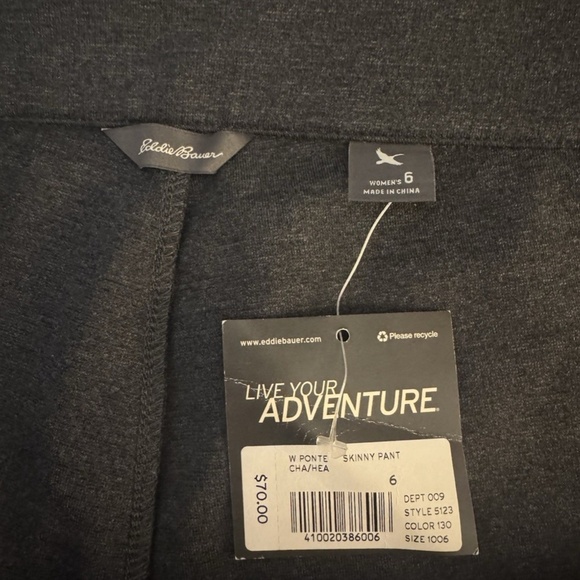 Eddie Bauer
WOMEN'S 6
MADE IN CHINA
www.eddiebauer.com
Please recycle
LIVE YOUR
ADVENTURE
W PONTE SKINNY PANT
CHA/HEA
6
$70.00
DEPT 009
STYLE 5123
COLOR 130
SIZE 1006
410020386006